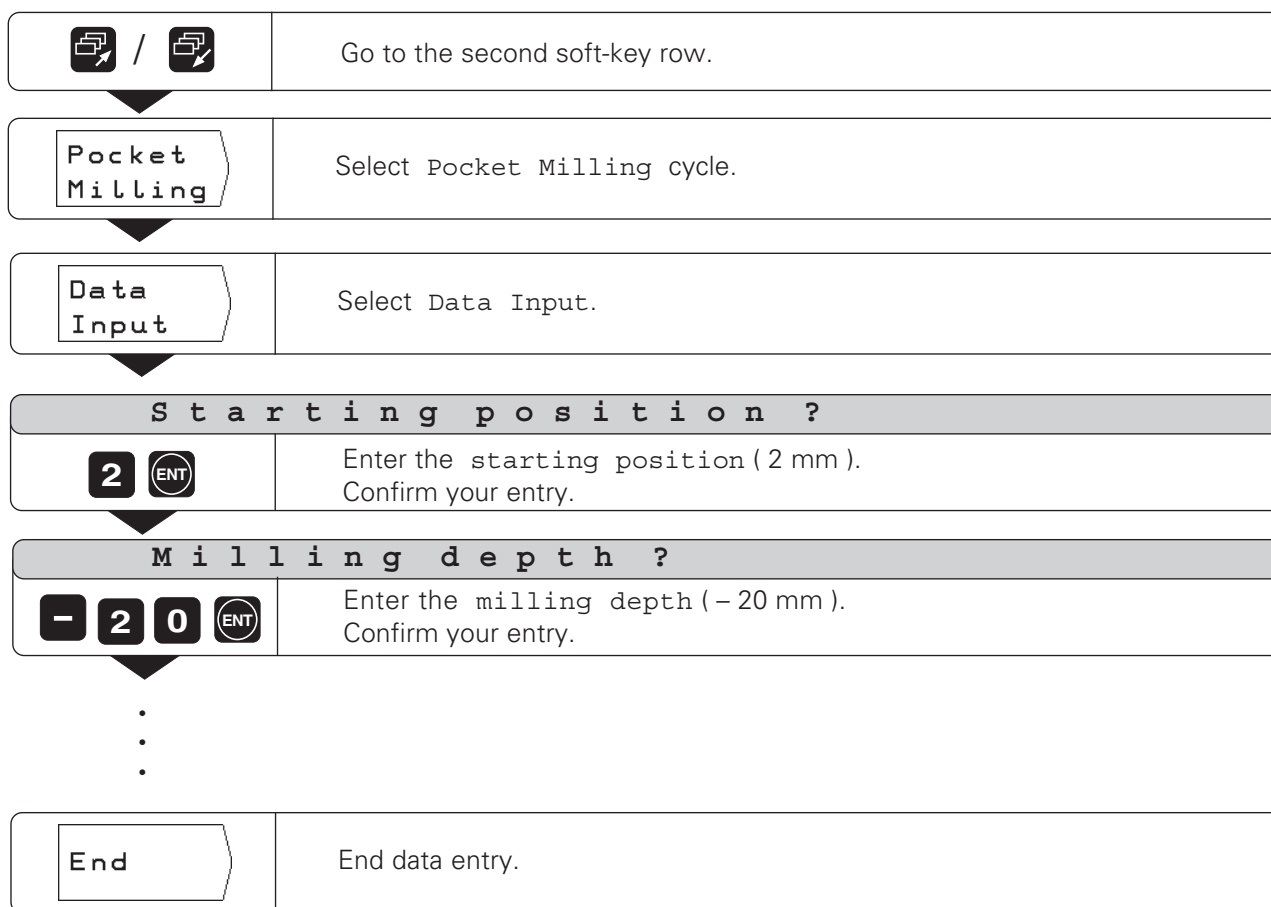 /
Go to the second soft-key row.
Pocket
Milling
Select Pocket Milling cycle.
Data
Input
Select Data Input.
Starting position ?
2 ENT
Enter the starting position ( 2 mm ).
Confirm your entry.
Milling depth ?
- 2 0 ENT
Enter the milling depth ( – 20 mm ).
Confirm your entry.
.
.
.
End
End data entry.